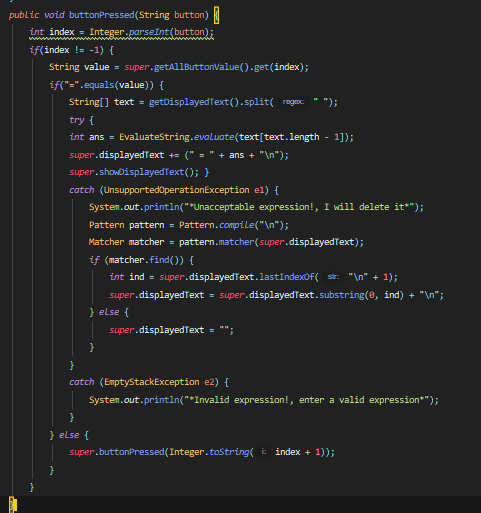 public void buttonPressed(String button) {
int index = Integer.parseInt(button);
if(index != -1) {
String value = super.getAllButtonValue().get(index);
if("=".equals(value)) {
String[] text = getDisplayedText().split( regex: " ");
try {
int ans = EvaluateString.evaluate(text[text.length - 1]);
super.displayedText += (" = " + ans + "\n");
super.showDisplayedText(); }
catch (UnsupportedOperationException e1) {
System.out.println("*Unacceptable expression!, I will delete it*");
Pattern pattern = Pattern.compile("\n");
Matcher matcher = pattern.matcher(super.displayedText);
if (matcher.find()) {
int ind = super.displayedText.lastIndexOf( str: "\n" + 1);
super.displayedText = super.displayedText.substring(0, ind) + "\n";
} else {
super.displayedText = "";
}
}
catch (EmptyStackException e2) {
System.out.println("*Invalid expression!, enter a valid expression*");
}
} else {
super.buttonPressed(Integer.toString( i: index + 1));
}
}
}